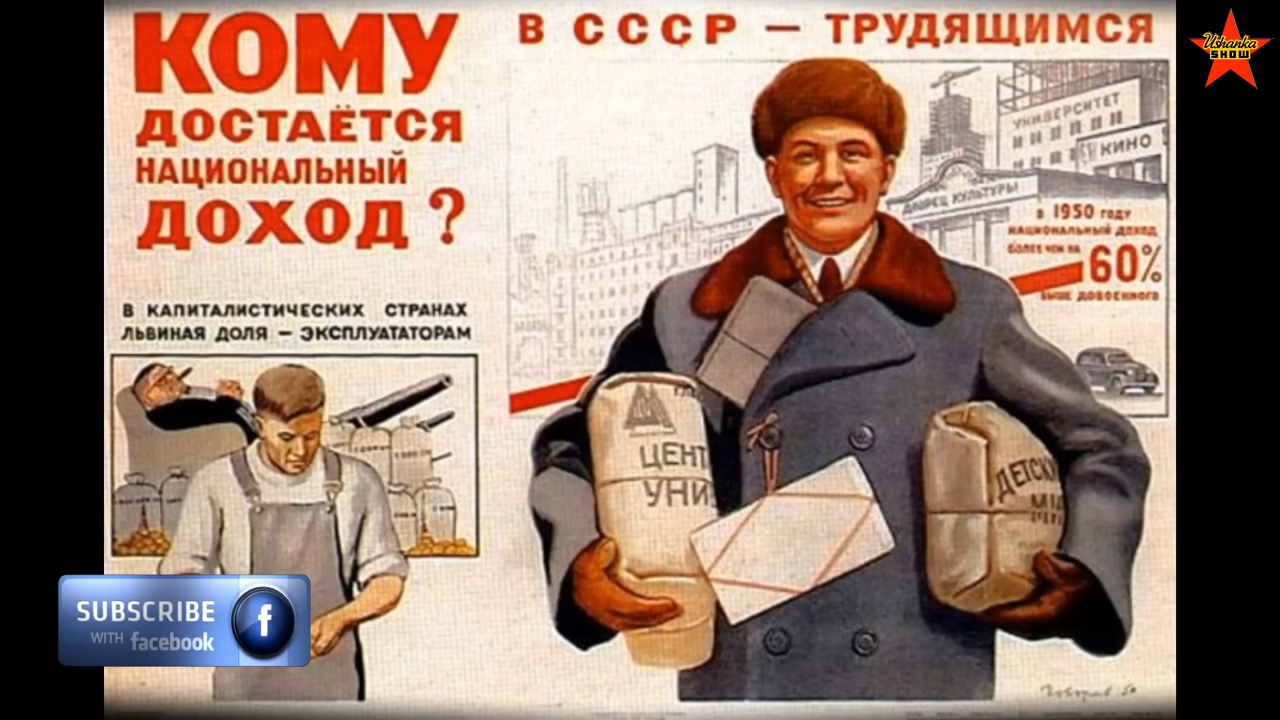 КОМУ
ДОСТАЁТСЯ
НАЦИОНАЛЬНЫЙ
ДОХОД?
В КАПИТАЛИСТИЧЕСКИХ СТРАНАХ
ЛЬВИНАЯ ДОЛЯ — ЭКСПЛУАТАТОРАМ
В СССР — ТРУДЯЩИМСЯ
УНИВЕРСИТЕТ
КИНО
ДВОРЕЦ КУЛЬТУРЫ
В 1950 ГОДУ
НАЦИОНАЛЬНЫЙ ДОХОД
БОЛЕЕ ЧЕМ НА
60%
ВЫШЕ ДОВОЕННОГО
ЦЕНТ
УНИ
ДЕТСК
МИ
Ushanka
SHOW
SUBSCRIBE
WITH facebook
f